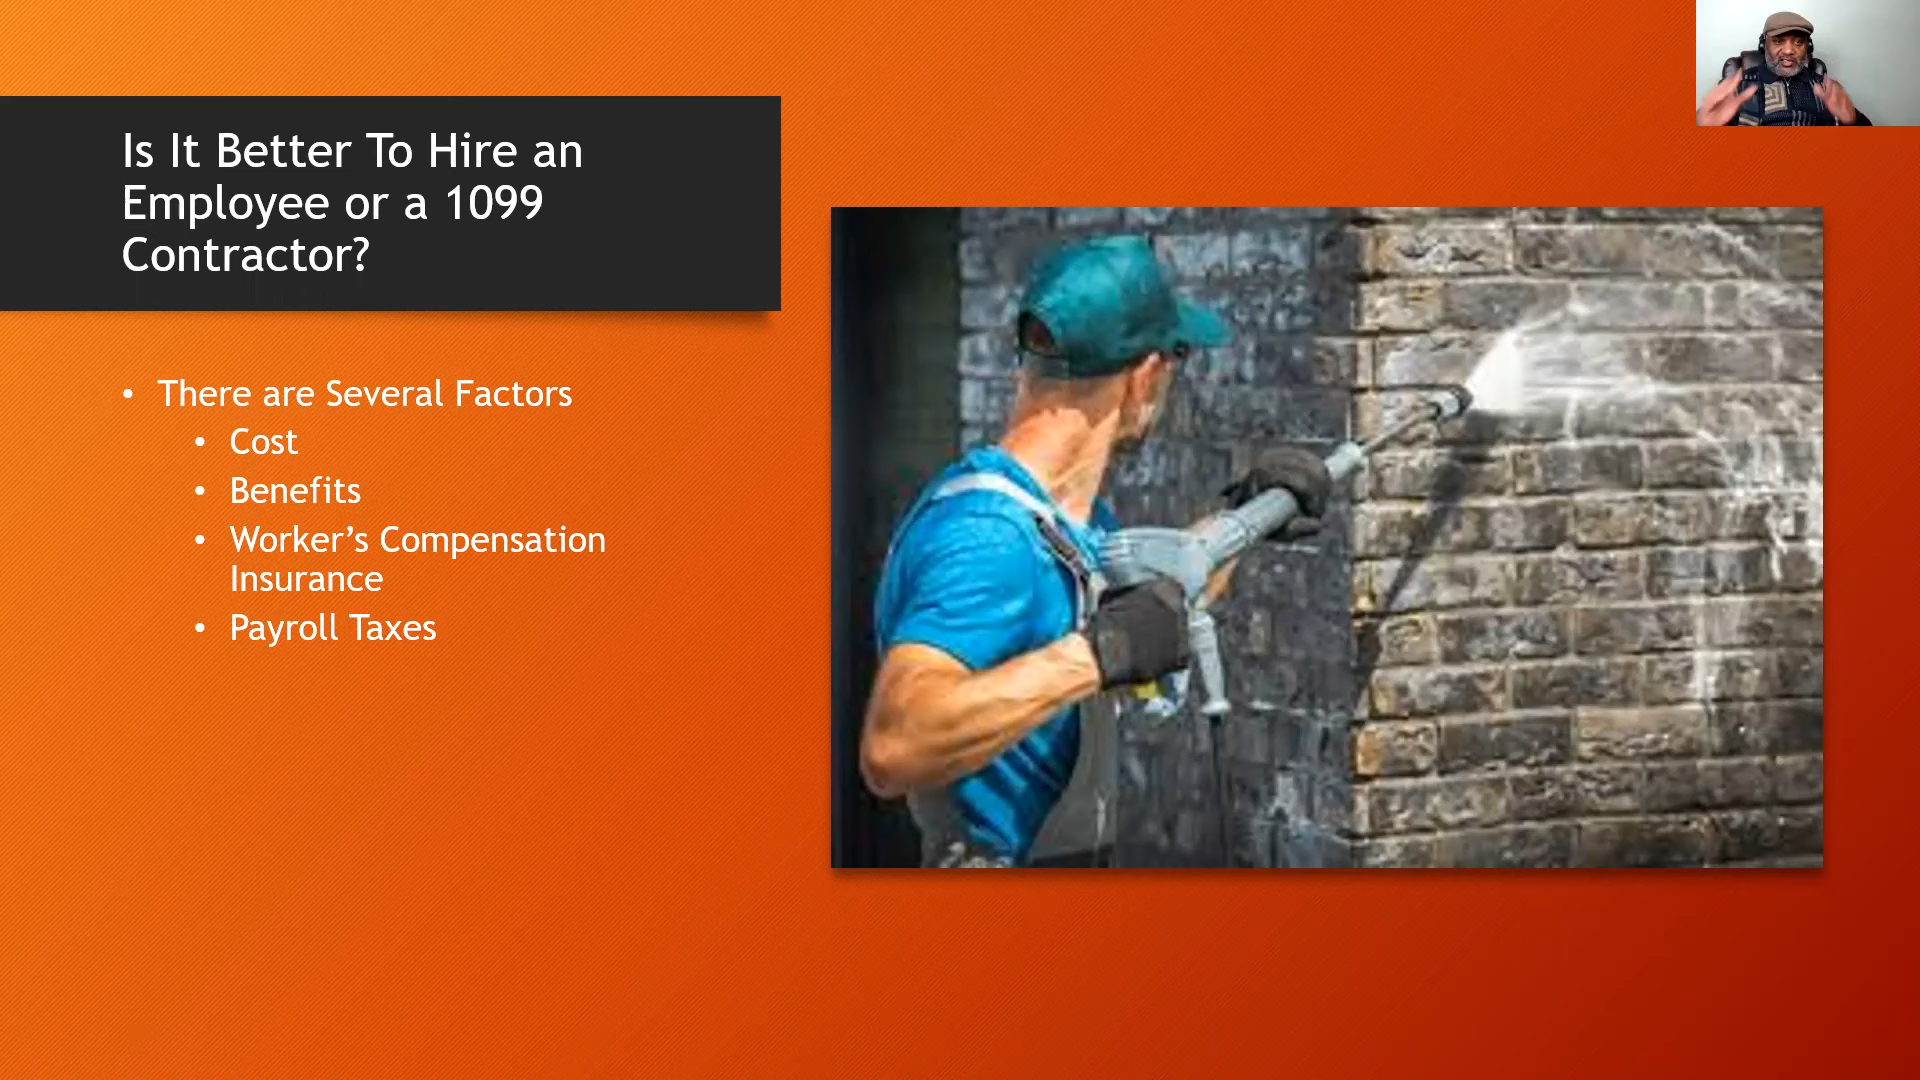 Is It Better To Hire an
Employee or a 1099
Contractor?
• There are Several Factors
• Cost
• Benefits
• Worker’s Compensation
Insurance
• Payroll Taxes